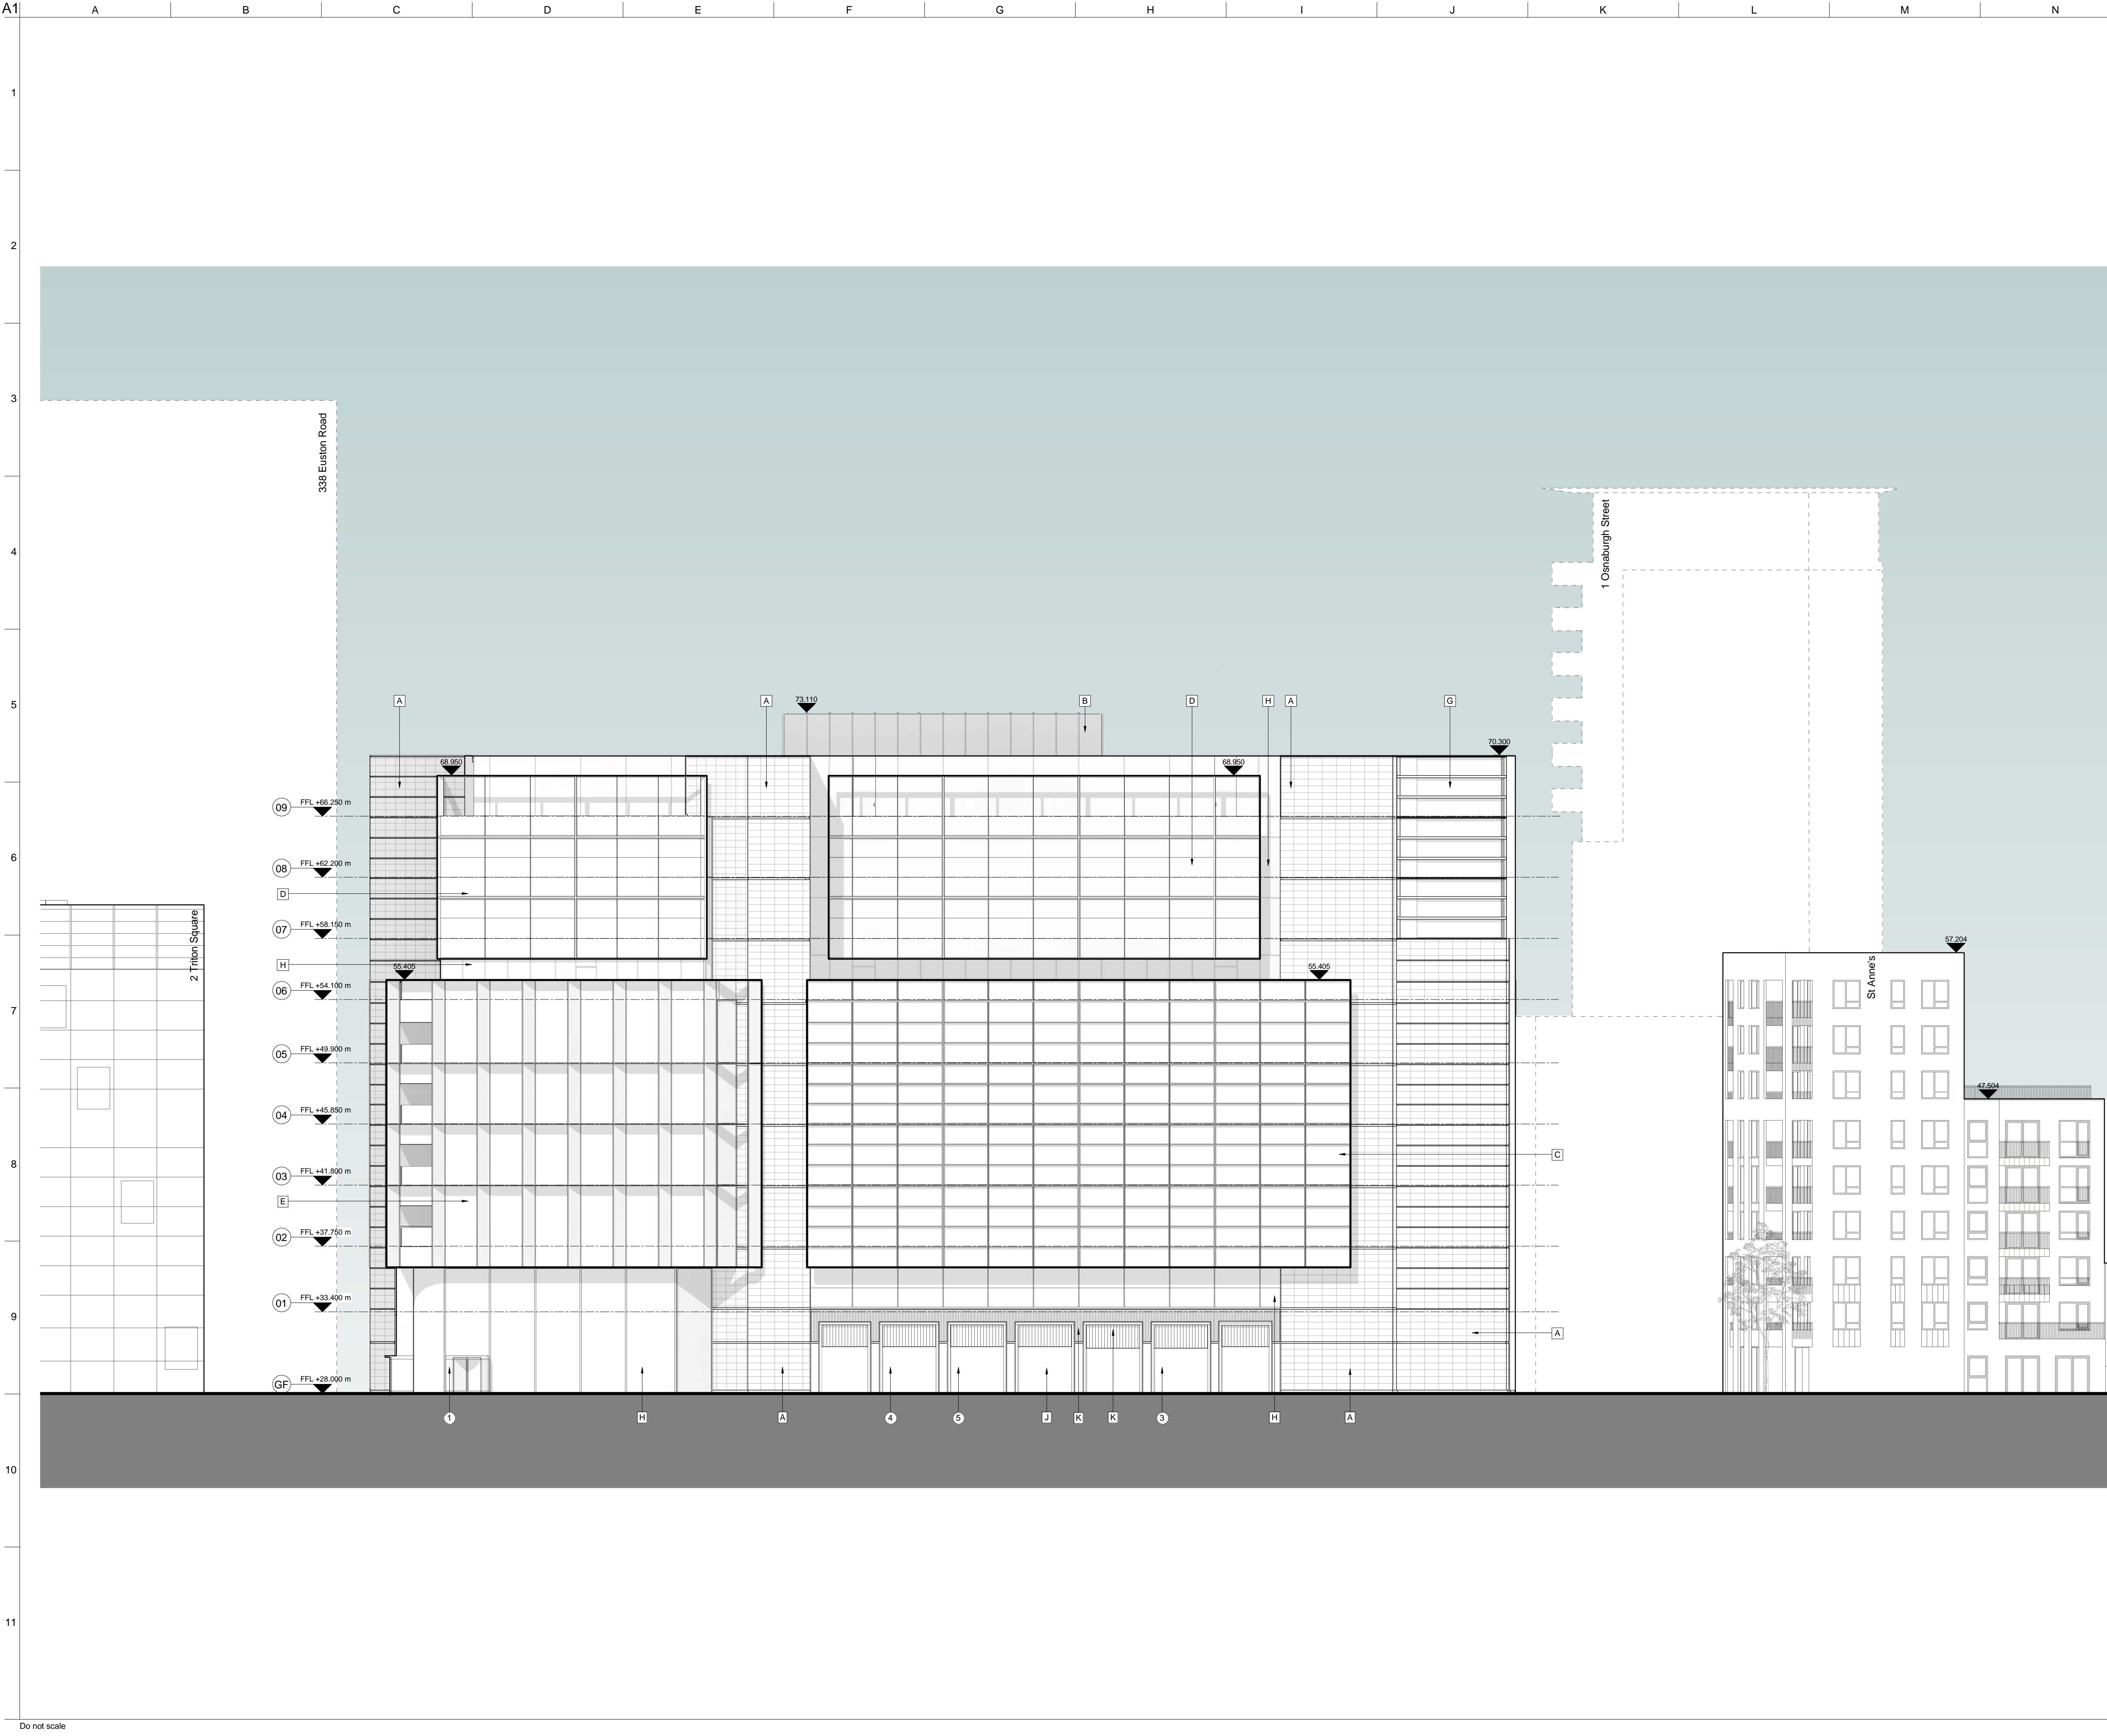 A1 A B C D E F G H I J K L M N
1
2
3
338 Euston Road
1 Osnaburgh Street
4
5
A A 73.110 B D H A G
70.300
68.950 68.950
09 FFL +66.250 m
6
08 FFL +62.200 m
D
2 Triton Square
07 FFL +58.150 m
57.204
St Anne's
H
55.405 55.405
06 FFL +54.100 m
7
05 FFL +49.900 m
47.504
04 FFL +45.850 m
C
8
03 FFL +41.800 m
E
02 FFL +37.750 m
01 FFL +33.400 m
9
A
GF FFL +28.000 m
1 H A 4 5 J K K 3 H A
10
11
Do not scale